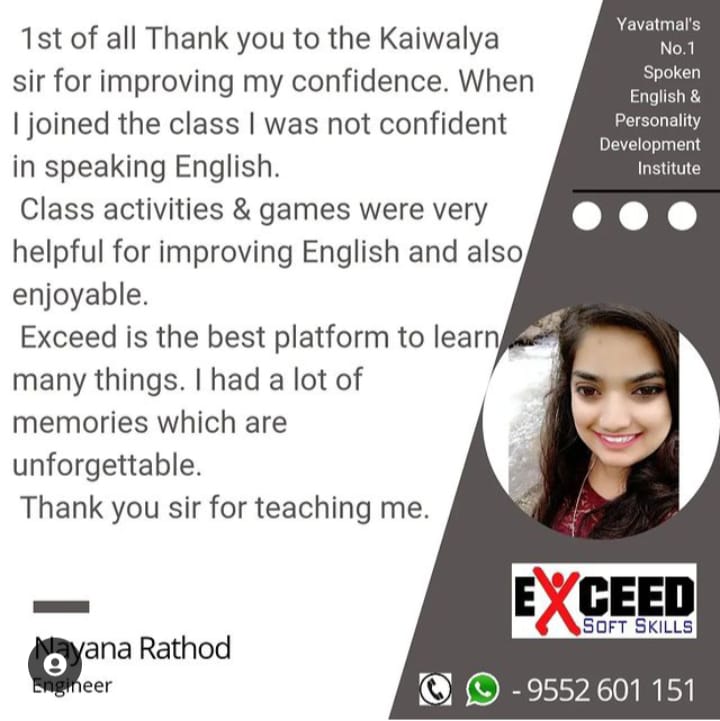 1st of all Thank you to the Kaiwalya
sir for improving my confidence. When
I joined the class I was not confident
in speaking English.
Class activities & games were very
helpful for improving English and also
enjoyable.
Exceed is the best platform to learn
many things. I had a lot of
memories which are
unforgettable.
Thank you sir for teaching me.
Nayana Rathod
Engineer
Yavatmal's
No.1
Spoken
English &
Personality
Development
Institute
EXCEED
SOFT SKILLS
- 9552 601 151